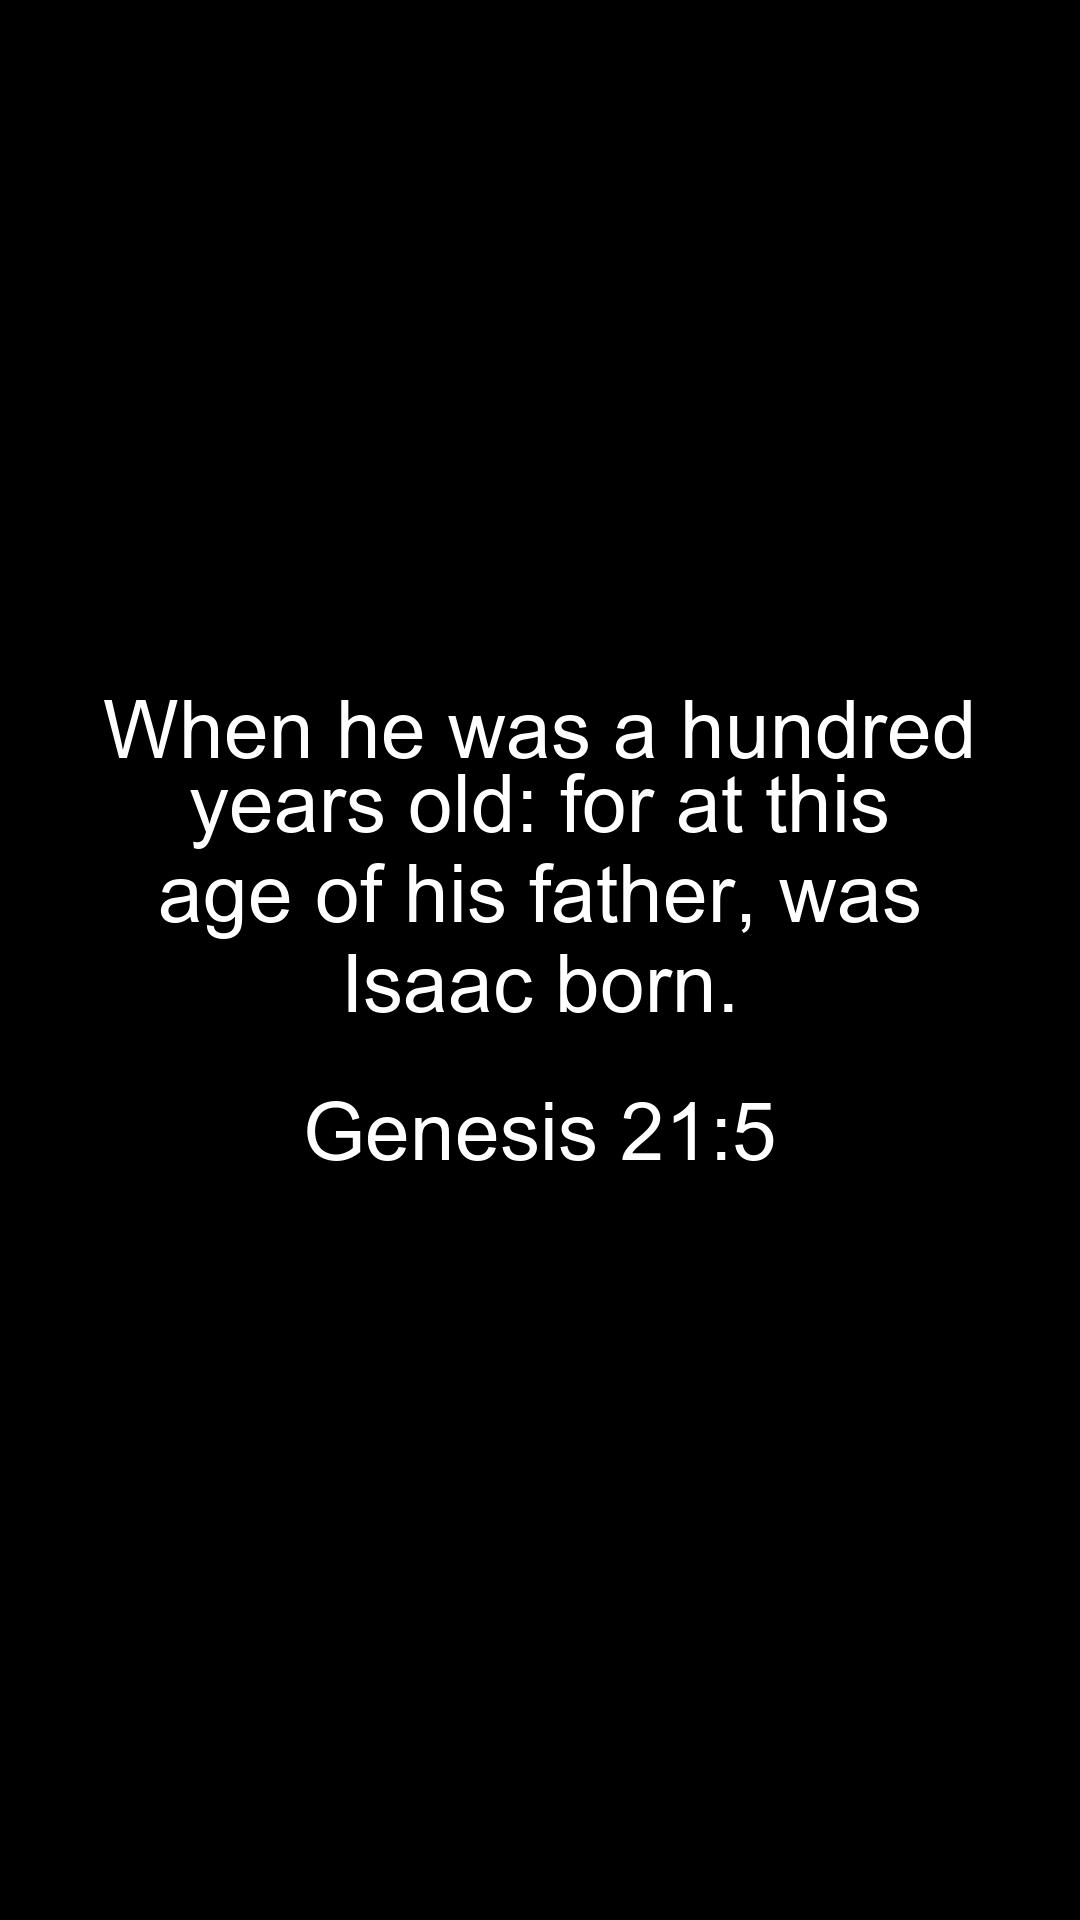 When he was a hundred
years old: for at this
age of his father, was
Isaac born.
Genesis 21:5